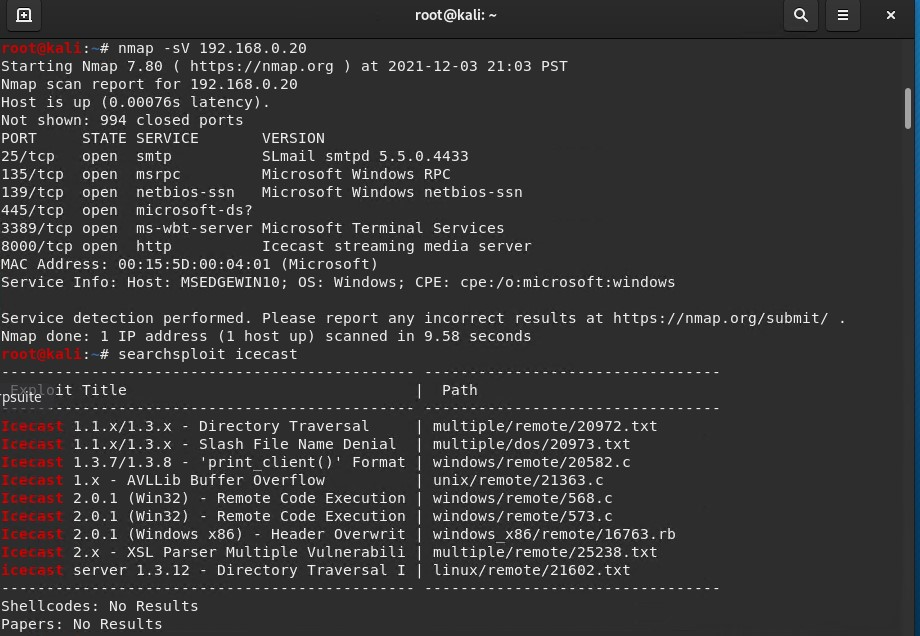 root@kali: ~
root@kali:~# nmap -sV 192.168.0.20
Starting Nmap 7.80 ( https://nmap.org ) at 2021-12-03 21:03 PST
Nmap scan report for 192.168.0.20
Host is up (0.00076s latency).
Not shown: 994 closed ports
PORT     STATE SERVICE       VERSION
25/tcp   open  smtp          SLmail smtpd 5.5.0.4433
135/tcp  open  msrpc         Microsoft Windows RPC
139/tcp  open  netbios-ssn   Microsoft Windows netbios-ssn
445/tcp  open  microsoft-ds?
3389/tcp open  ms-wbt-server Microsoft Terminal Services
8000/tcp open  http          Icecast streaming media server
MAC Address: 00:15:5D:00:04:01 (Microsoft)
Service Info: Host: MSEDGEWIN10; OS: Windows; CPE: cpe:/o:microsoft:windows
Service detection performed. Please report any incorrect results at https://nmap.org/submit/ .
Nmap done: 1 IP address (1 host up) scanned in 9.58 seconds
root@kali:~# searchsploit icecast
---------------------------------------------- ---------------------------------
 Exploit Title                                |  Path
rpsuite
---------------------------------------------- ---------------------------------
Icecast 1.1.x/1.3.x - Directory Traversal     | multiple/remote/20972.txt
Icecast 1.1.x/1.3.x - Slash File Name Denial  | multiple/dos/20973.txt
Icecast 1.3.7/1.3.8 - 'print_client()' Format | windows/remote/20582.c
Icecast 1.x - AVLLib Buffer Overflow          | unix/remote/21363.c
Icecast 2.0.1 (Win32) - Remote Code Execution | windows/remote/568.c
Icecast 2.0.1 (Win32) - Remote Code Execution | windows/remote/573.c
Icecast 2.0.1 (Windows x86) - Header Overwrit | windows_x86/remote/16763.rb
Icecast 2.x - XSL Parser Multiple Vulnerabili | multiple/remote/25238.txt
icecast server 1.3.12 - Directory Traversal I | linux/remote/21602.txt
---------------------------------------------- ---------------------------------
Shellcodes: No Results
Papers: No Results